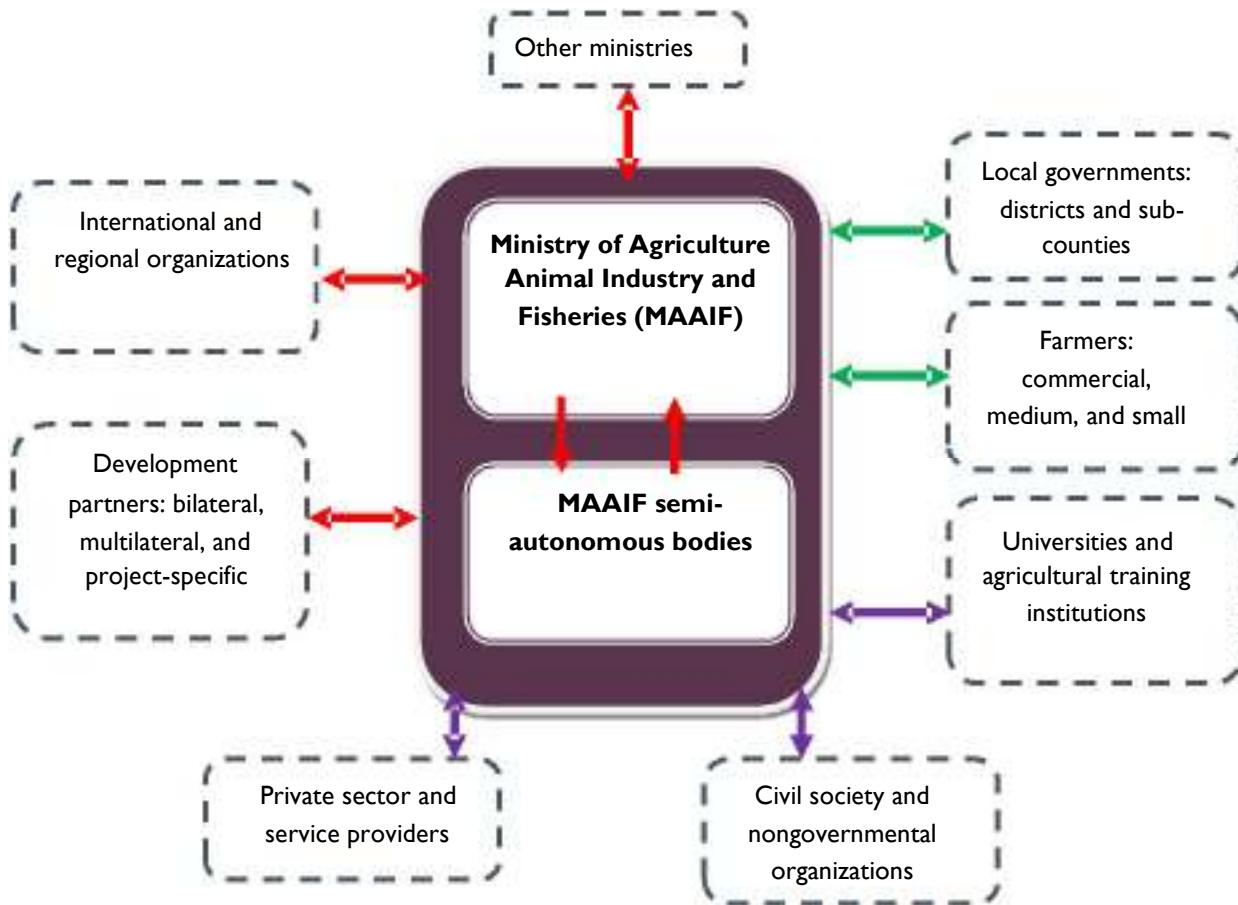 Other ministries
International and
regional organizations
Ministry of Agriculture
Animal Industry and
Fisheries (MAAIF)
Local governments:
districts and sub-
counties
Farmers:
commercial,
medium, and small
Development
partners: bilateral,
multilateral, and
project-specific
MAAIF semi-
autonomous bodies
Universities and
agricultural training
institutions
Private sector and
service providers
Civil society and
nongovernmental
organizations